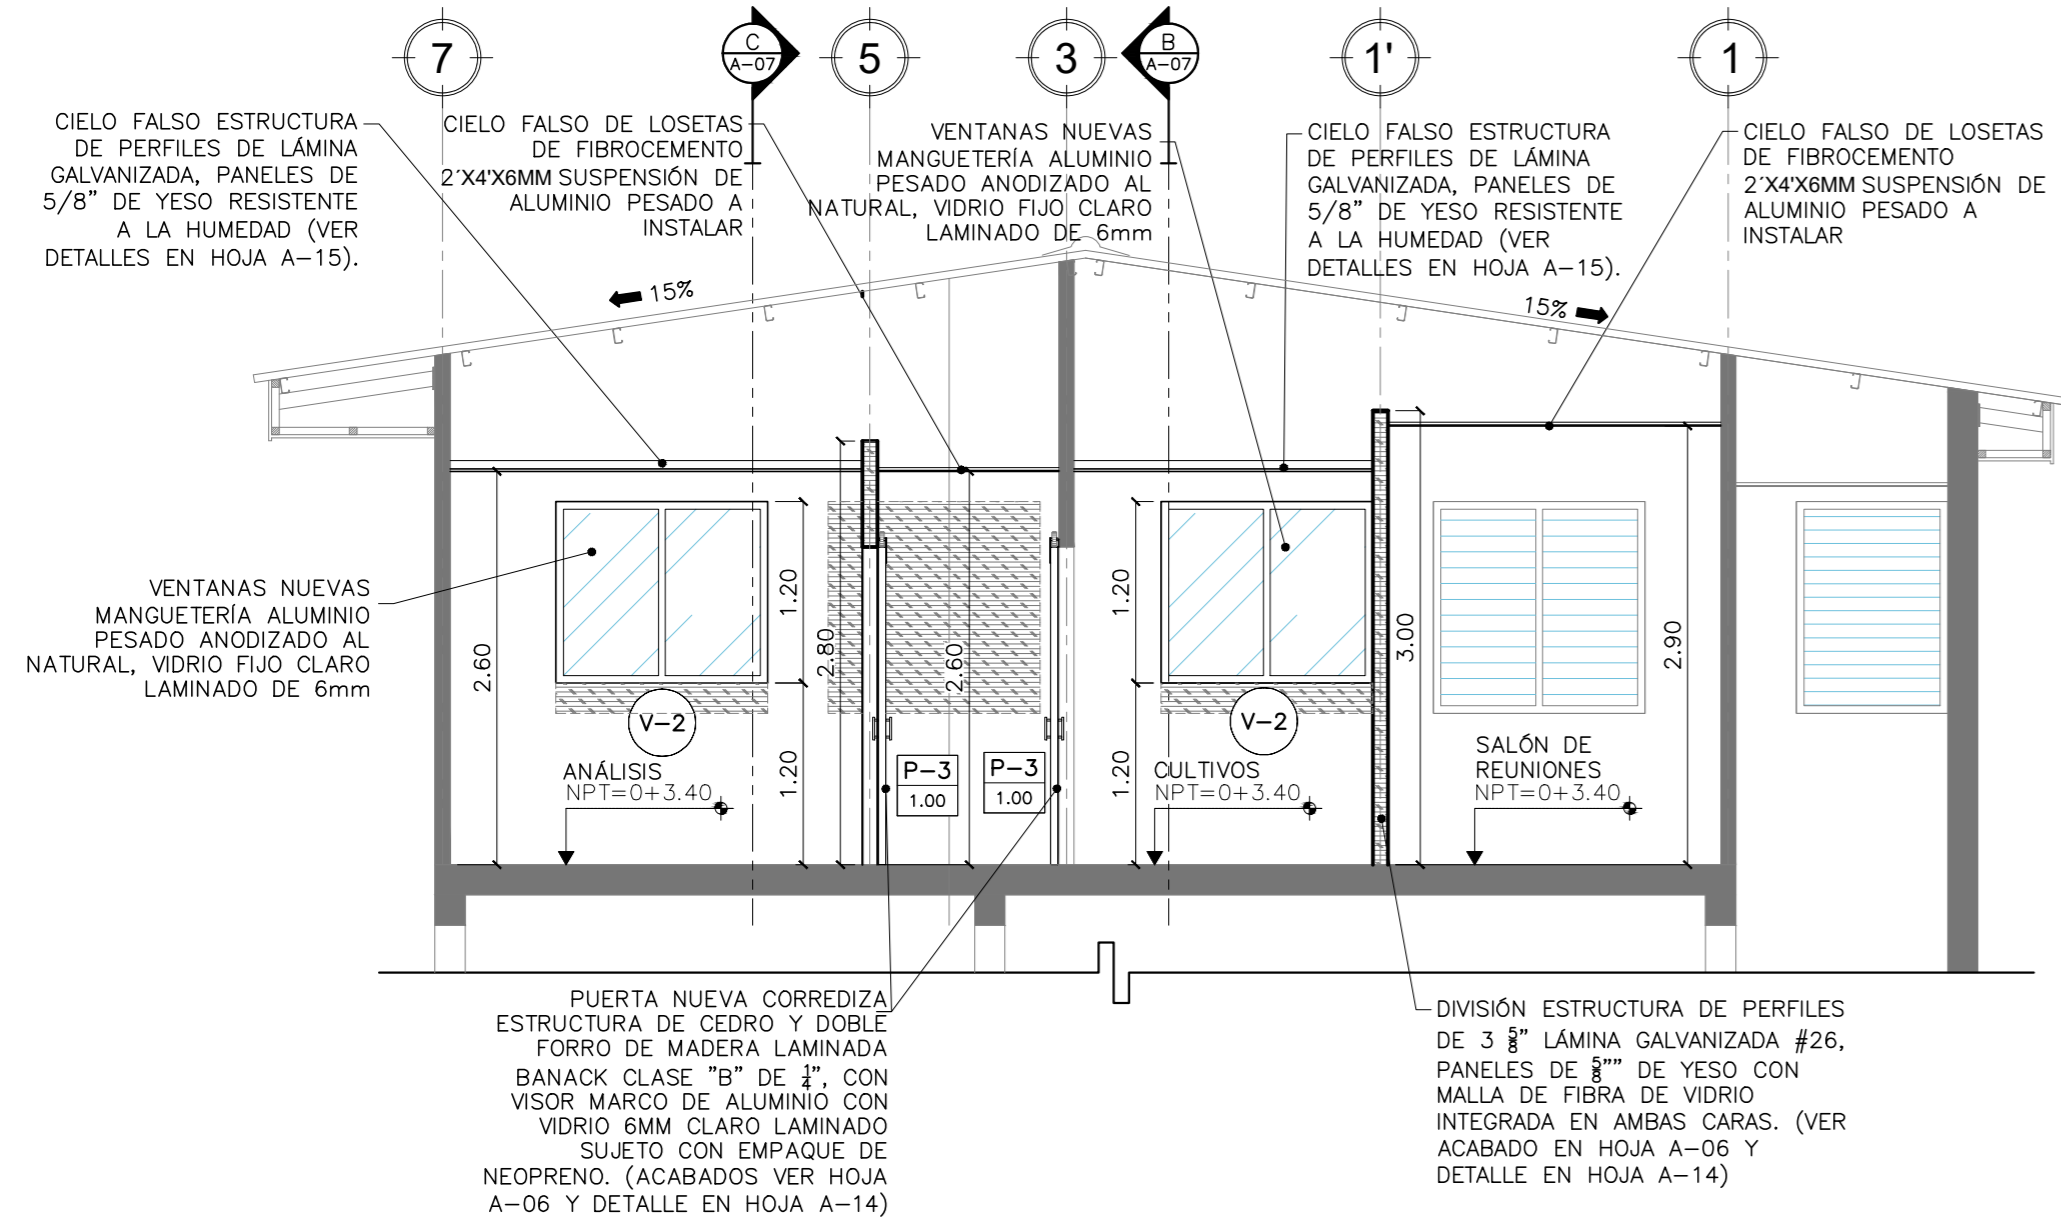 7
C
A-07
5
3
B
A-07
1'
1
CIELO FALSO ESTRUCTURA
DE PERFILES DE LÁMINA
GALVANIZADA, PANELES DE
5/8" DE YESO RESISTENTE
A LA HUMEDAD (VER
DETALLES EN HOJA A-15).
CIELO FALSO DE LOSETAS
DE FIBROCEMENTO
2´X4'X6MM SUSPENSIÓN DE
ALUMINIO PESADO A
INSTALAR
VENTANAS NUEVAS
MANGUETERÍA ALUMINIO
PESADO ANODIZADO AL
NATURAL, VIDRIO FIJO CLARO
LAMINADO DE 6mm
CIELO FALSO ESTRUCTURA
DE PERFILES DE LÁMINA
GALVANIZADA, PANELES DE
5/8" DE YESO RESISTENTE
A LA HUMEDAD (VER
DETALLES EN HOJA A-15).
CIELO FALSO DE LOSETAS
DE FIBROCEMENTO
2´X4'X6MM SUSPENSIÓN DE
ALUMINIO PESADO A
INSTALAR
15%
15%
VENTANAS NUEVAS
MANGUETERÍA ALUMINIO
PESADO ANODIZADO AL
NATURAL, VIDRIO FIJO CLARO
LAMINADO DE 6mm
2.60
1.20
1.20
2.80
2.60
1.20
1.20
3.00
2.90
V-2
V-2
ANÁLISIS
NPT=0+3.40
P-3
1.00
P-3
1.00
CULTIVOS
NPT=0+3.40
SALÓN DE
REUNIONES
NPT=0+3.40
PUERTA NUEVA CORREDIZA
ESTRUCTURA DE CEDRO Y DOBLE
FORRO DE MADERA LAMINADA
BANACK CLASE "B" DE 1/4", CON
VISOR MARCO DE ALUMINIO CON
VIDRIO 6MM CLARO LAMINADO
SUJETO CON EMPAQUE DE
NEOPRENO. (ACABADOS VER HOJA
A-06 Y DETALLE EN HOJA A-14)
DIVISIÓN ESTRUCTURA DE PERFILES
DE 3 5/8" LÁMINA GALVANIZADA #26,
PANELES DE 5/8"" DE YESO CON
MALLA DE FIBRA DE VIDRIO
INTEGRADA EN AMBAS CARAS. (VER
ACABADO EN HOJA A-06 Y
DETALLE EN HOJA A-14)